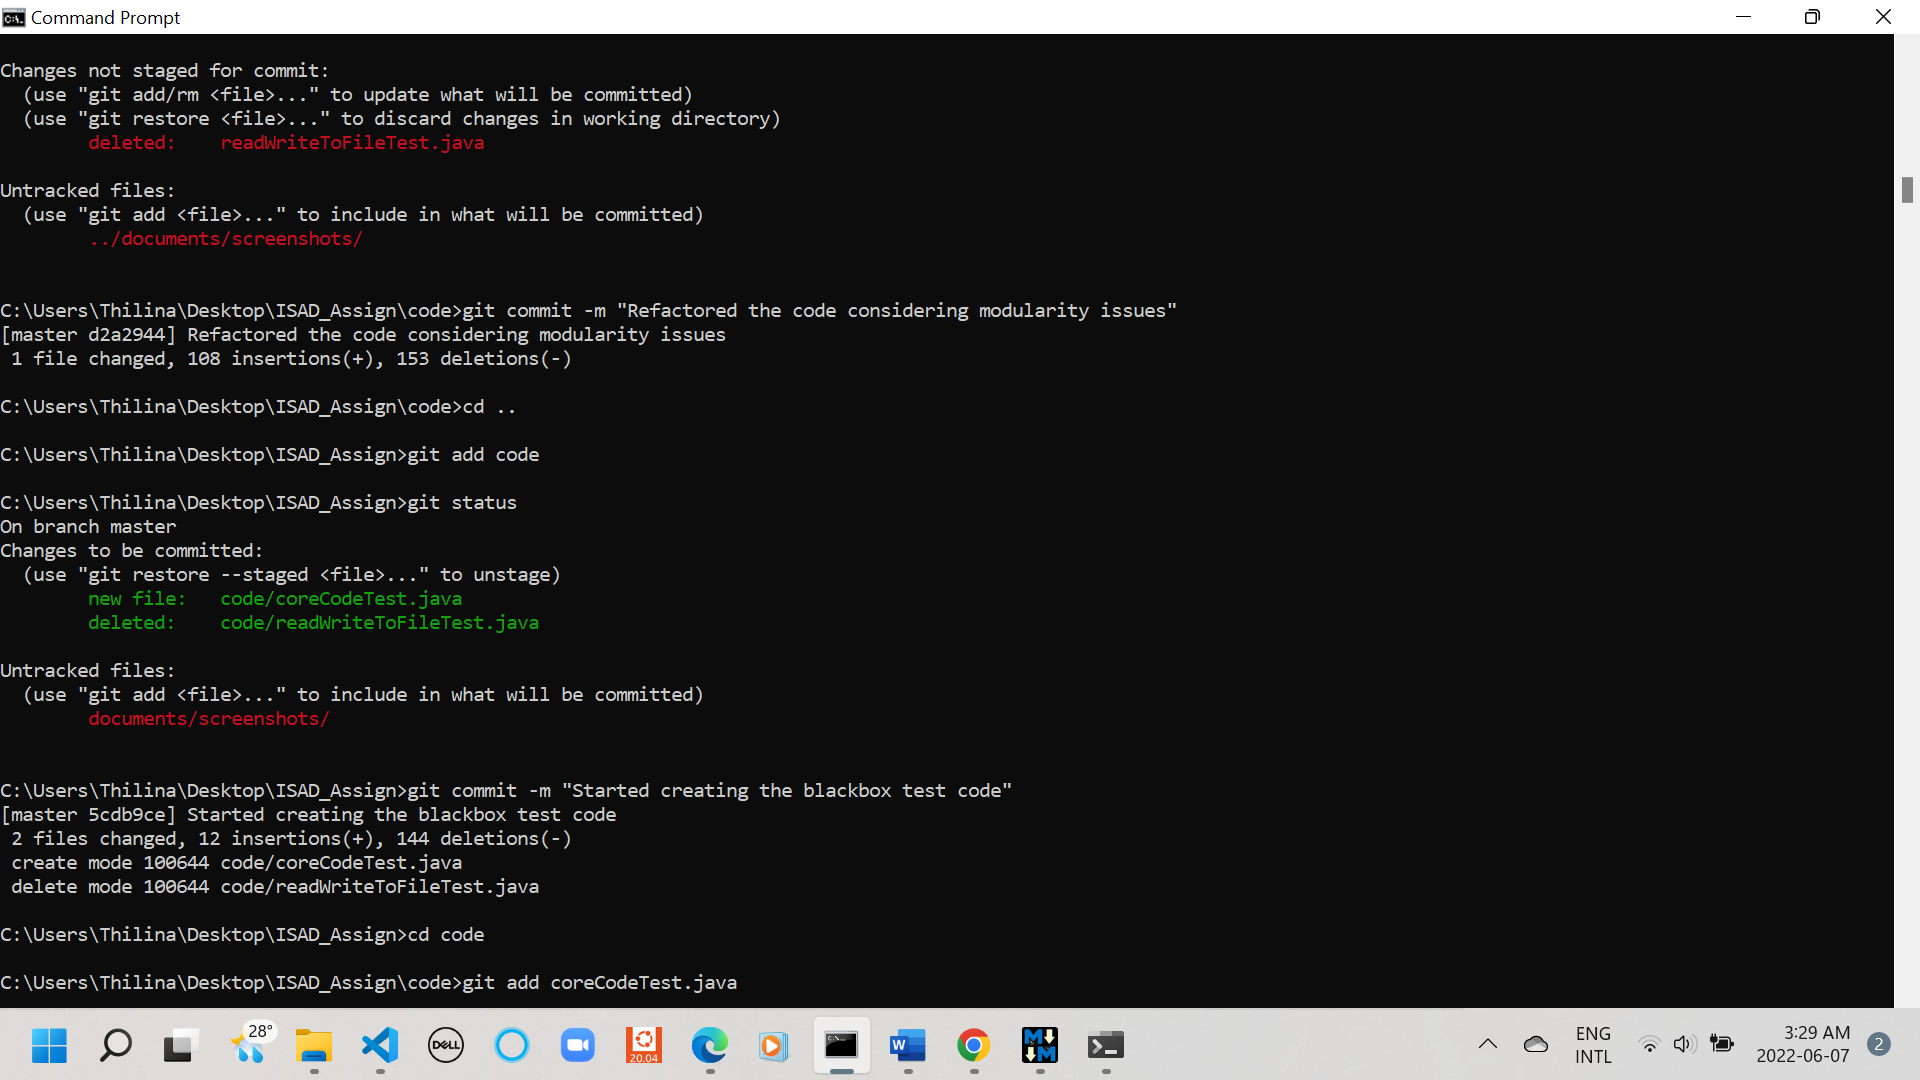 Command Prompt
Changes not staged for commit:
(use "git add/rm <file>..." to update what will be committed)
(use "git restore <file>..." to discard changes in working directory)
deleted: readWriteToFileTest.java
Untracked files:
(use "git add <file>..." to include in what will be committed)
../documents/screenshots/
C:\Users\Thilina\Desktop\ISAD_Assign\code>git commit -m "Refactored the code considering modularity issues"
[master d2a2944] Refactored the code considering modularity issues
1 file changed, 108 insertions(+), 153 deletions(-)
C:\Users\Thilina\Desktop\ISAD_Assign\code>cd ..
C:\Users\Thilina\Desktop\ISAD_Assign>git add code
C:\Users\Thilina\Desktop\ISAD_Assign>git status
On branch master
Changes to be committed:
(use "git restore --staged <file>..." to unstage)
new file: code/coreCodeTest.java
deleted: code/readWriteToFileTest.java
Untracked files:
(use "git add <file>..." to include in what will be committed)
documents/screenshots/
C:\Users\Thilina\Desktop\ISAD_Assign>git commit -m "Started creating the blackbox test code"
[master 5cdb9ce] Started creating the blackbox test code
2 files changed, 12 insertions(+), 144 deletions(-)
create mode 100644 code/coreCodeTest.java
delete mode 100644 code/readWriteToFileTest.java
C:\Users\Thilina\Desktop\ISAD_Assign>cd code
C:\Users\Thilina\Desktop\ISAD_Assign\code>git add coreCodeTest.java
28°
DELL
20.04
W
M
M
ENG
INTL
3:29 AM
2022-06-07
2